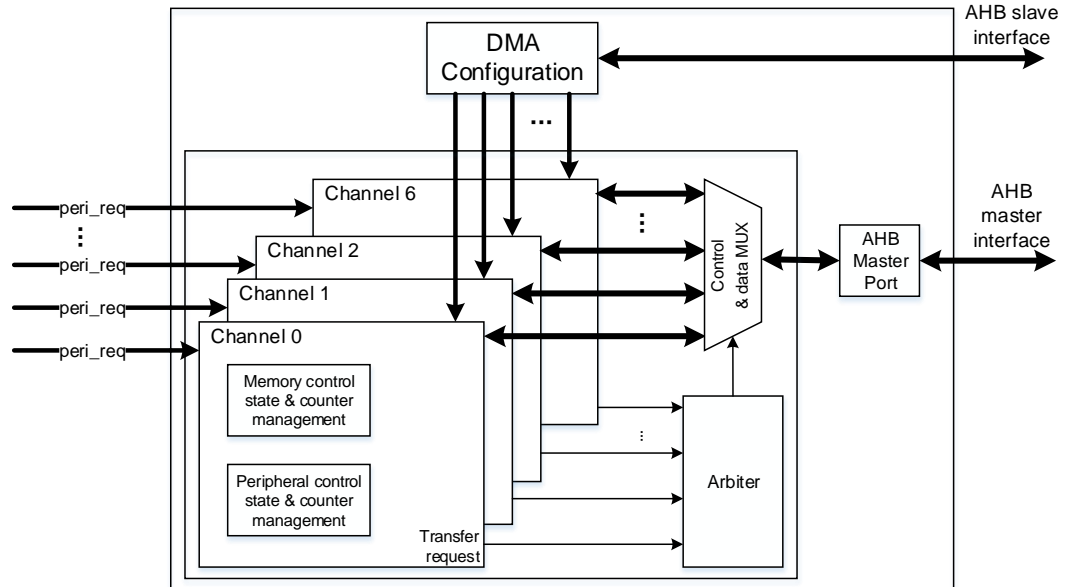 AHB slave
interface
DMA
Configuration
...
Channel 6
peri_req
...
Channel 2
peri_req
Channel 1
peri_req
Channel 0
peri_req
...
Control
& data MUX
AHB
Master
Port
AHB
master
interface
Memory control
state & counter
management
Peripheral control
state & counter
management
Transfer
request
...
Arbiter